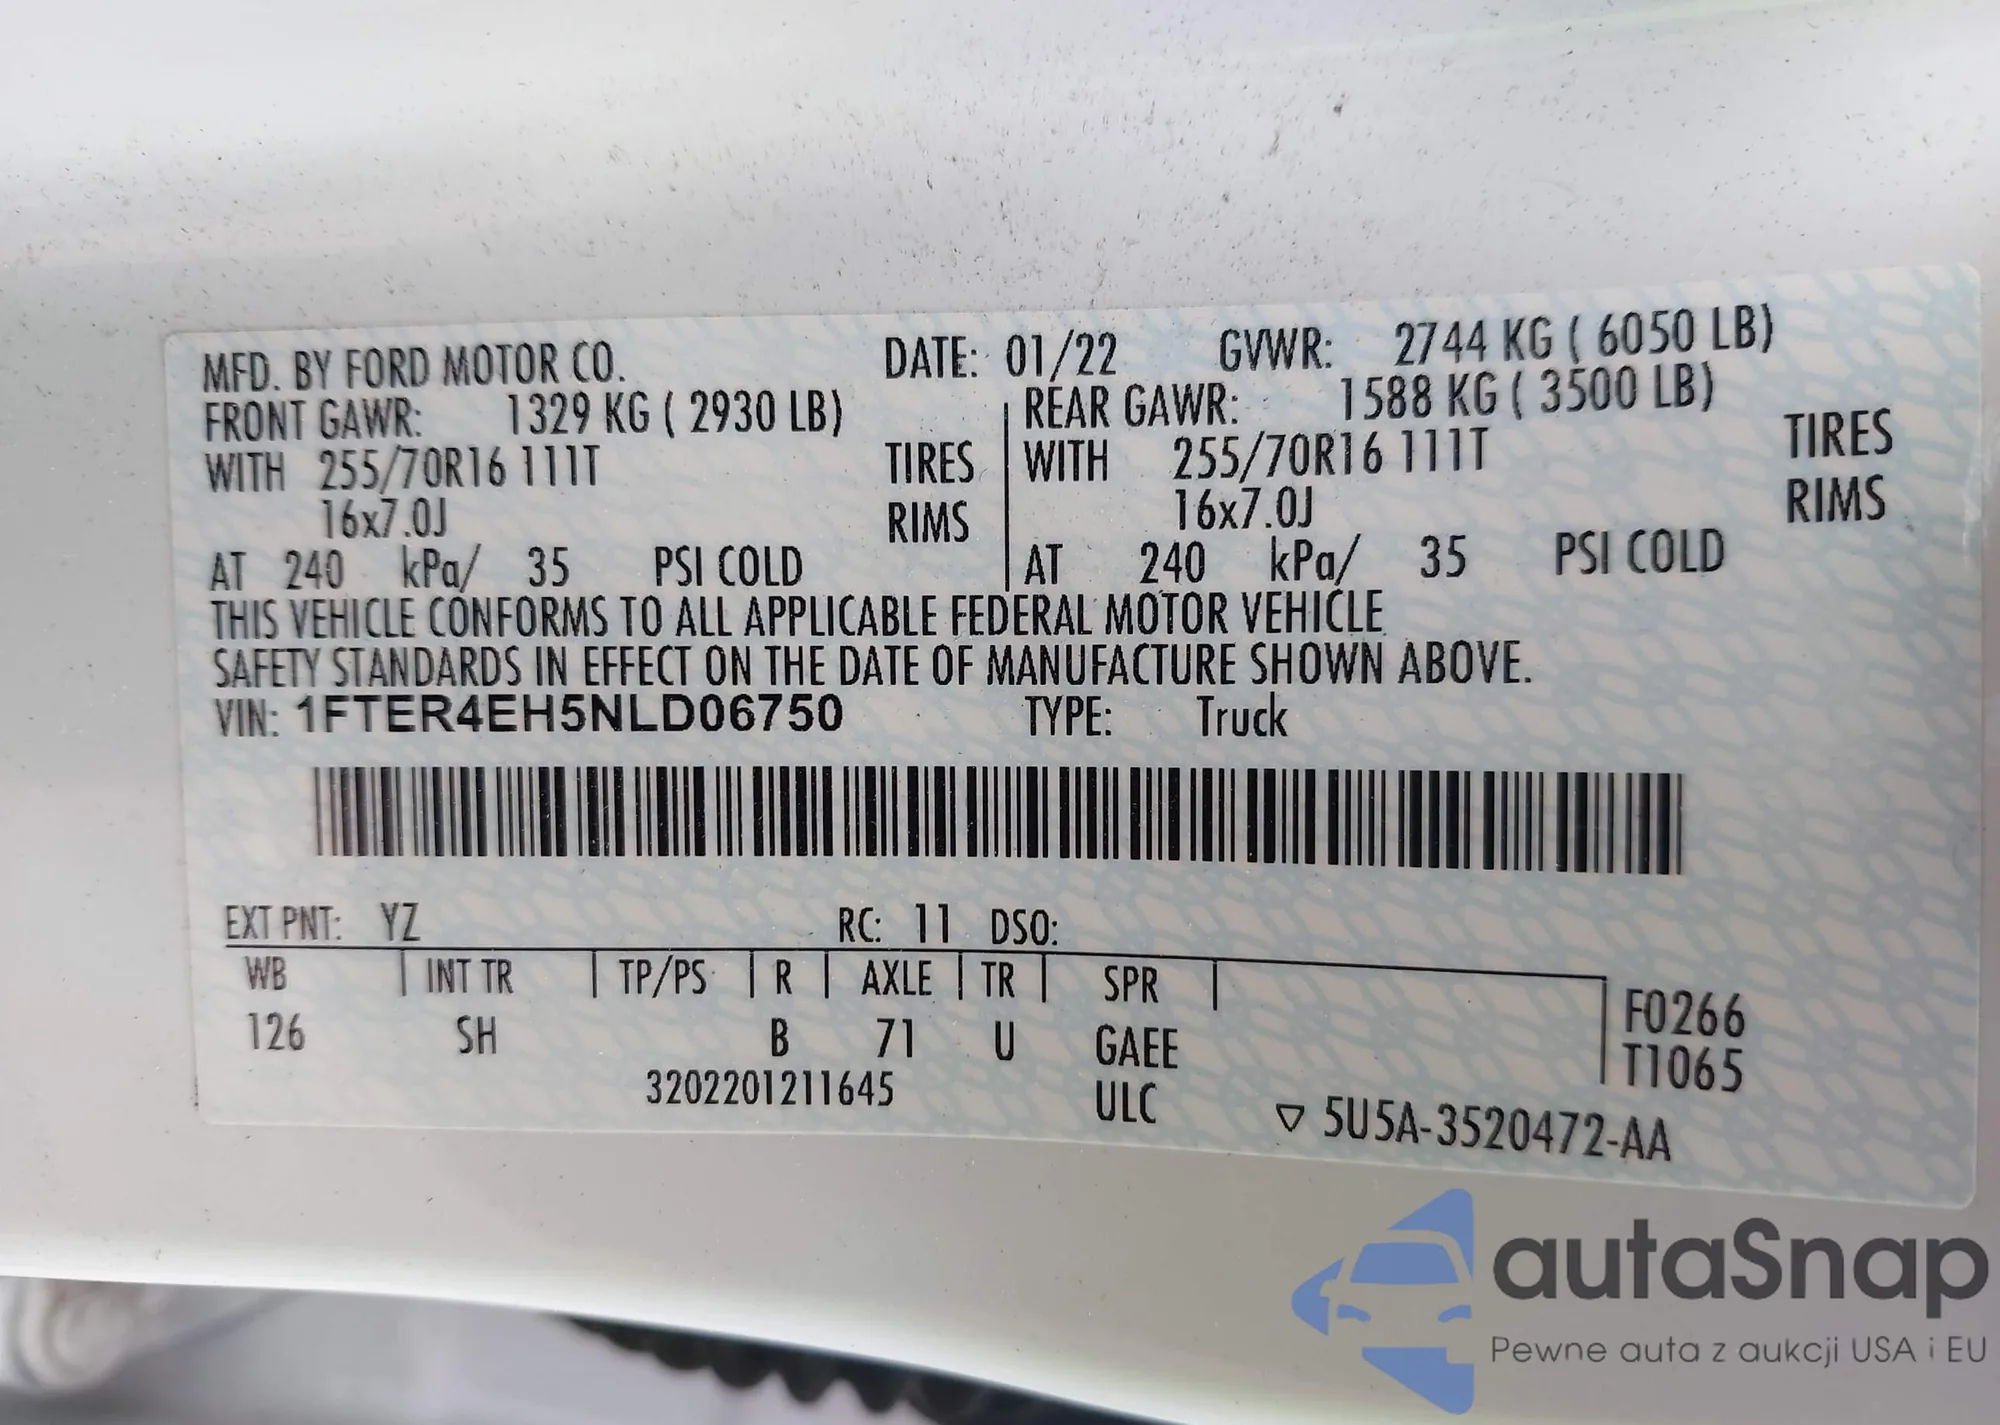 MFD. BY FORD MOTOR CO. DATE: 01/22 GVWR: 2744 KG ( 6050 LB)
FRONT GAWR: 1329 KG ( 2930 LB) REAR GAWR: 1588 KG ( 3500 LB)
WITH 255/70R16 111T TIRES WITH 255/70R16 111T TIRES
16x7.0J RIMS 16x7.0J RIMS
AT 240 kPa/ 35 PSI COLD AT 240 kPa/ 35 PSI COLD
THIS VEHICLE CONFORMS TO ALL APPLICABLE FEDERAL MOTOR VEHICLE
SAFETY STANDARDS IN EFFECT ON THE DATE OF MANUFACTURE SHOWN ABOVE.
VIN: 1FTER4EH5NLD06750 TYPE: Truck
EXT PNT: YZ RC: 11 DSO:
WB INT TR TP/PS R AXLE TR SPR
F0266
126 SH B 71 U GAEE
T1065
3202201211645 ULC
▽ 5U5A-3520472-AA
autaSnap
Pewne auta z aukcji USA i EU